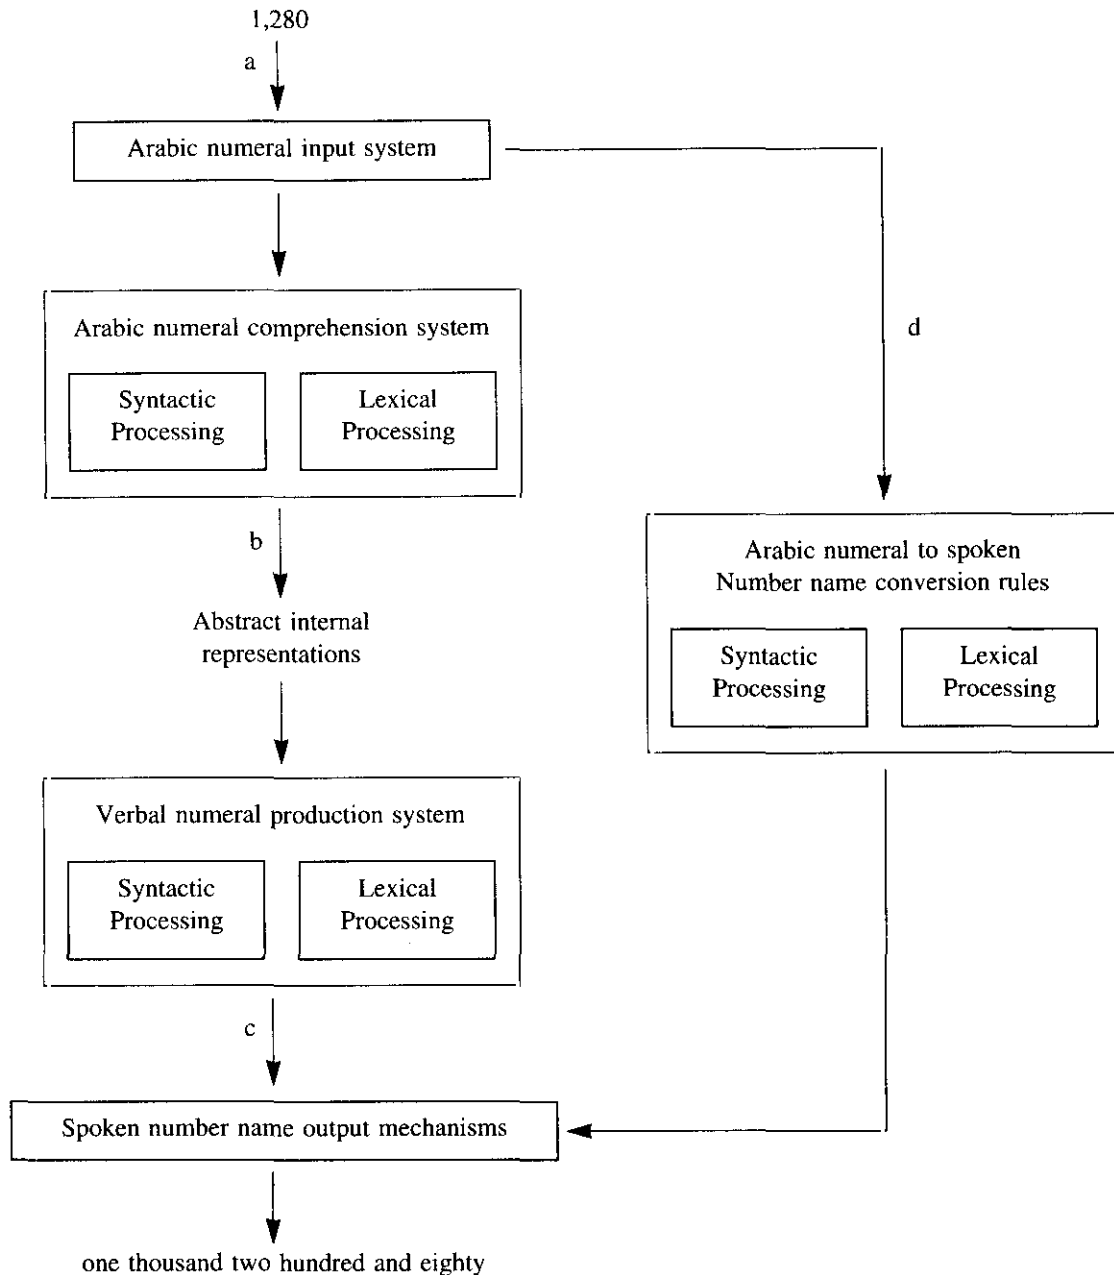 1,280
a
Arabic numeral input system
Arabic numeral comprehension system
d
Syntactic
Processing
Lexical
Processing
b
Arabic numeral to spoken
Number name conversion rules
Abstract internal
representations
Syntactic
Processing
Lexical
Processing
Verbal numeral production system
Syntactic
Processing
Lexical
Processing
c
Spoken number name output mechanisms
one thousand two hundred and eighty